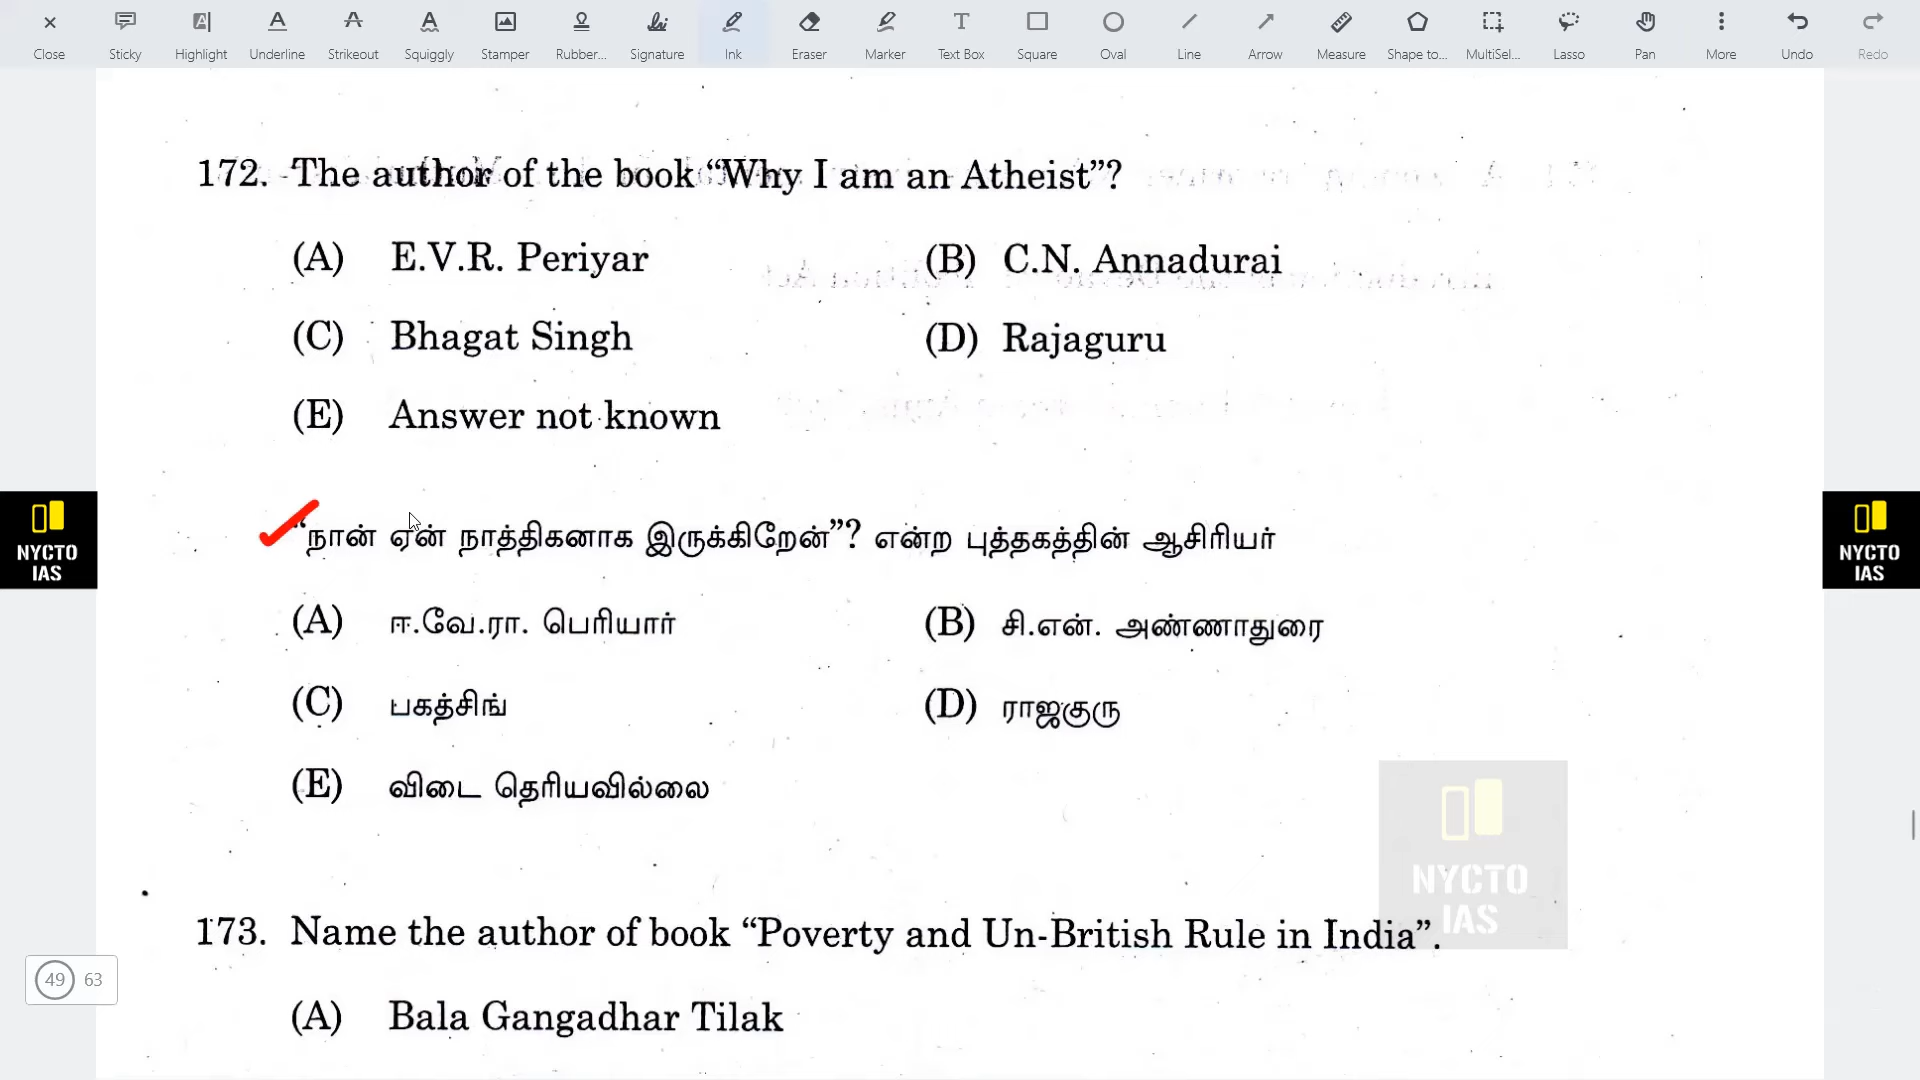 Close Sticky Highlight Underline Strikeout Squiggly Stamper Rubber... Signature Ink Eraser Marker Text Box Square Oval Line Arrow Measure Shape to... MultiSel... Lasso Pan More Undo Redo
172. The author of the book “Why I am an Atheist”?
(A) E.V.R. Periyar (B) C.N. Annadurai
(C) Bhagat Singh (D) Rajaguru
(E) Answer not known
“நான் ஏன் நாத்திகனாக இருக்கிறேன்”? என்ற புத்தகத்தின் ஆசிரியர்
(A) ஈ.வே.ரா. பெரியார் (B) சி.என். அண்ணாதுரை
(C) பகத்சிங் (D) ராஜகுரு
(E) விடை தெரியவில்லை
173. Name the author of book “Poverty and Un-British Rule in India”.
(A) Bala Gangadhar Tilak
49 63
NYCTO
IAS
NYCTO
IAS
NYCTO
IAS